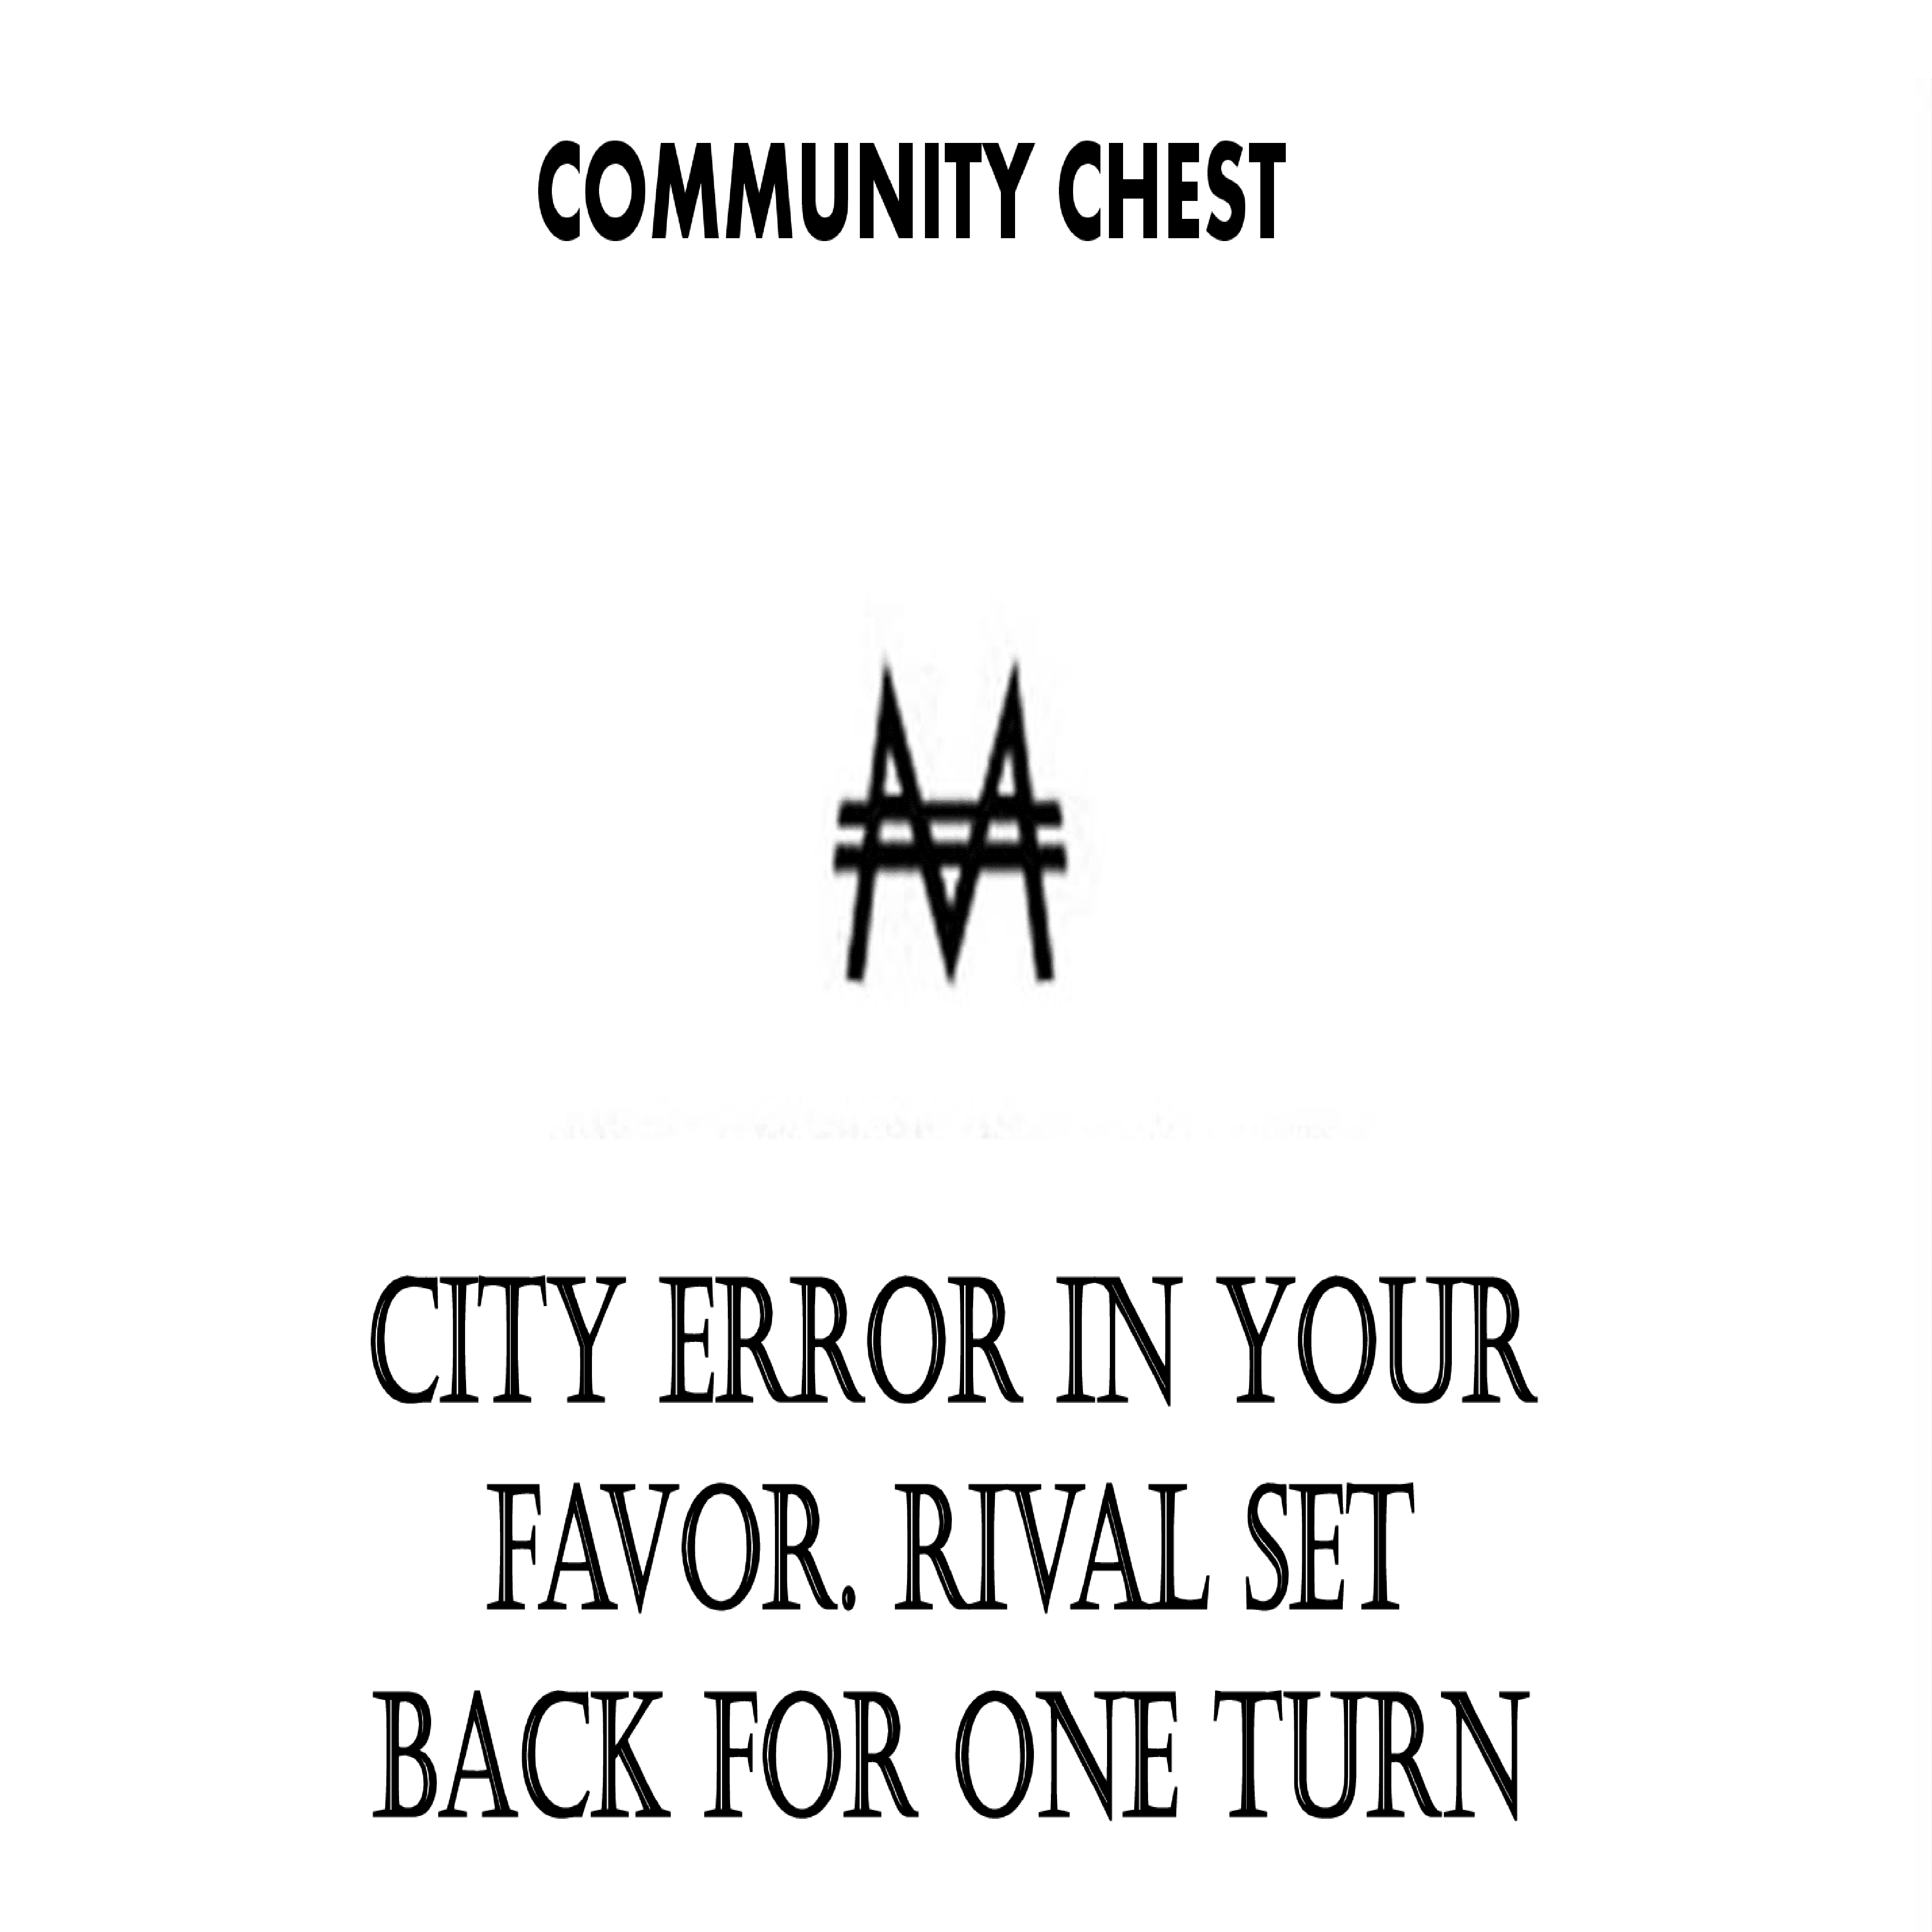 COMMUNITY CHEST
CITY ERROR IN YOUR
FAVOR. RIVAL SET
BACK FOR ONE TURN